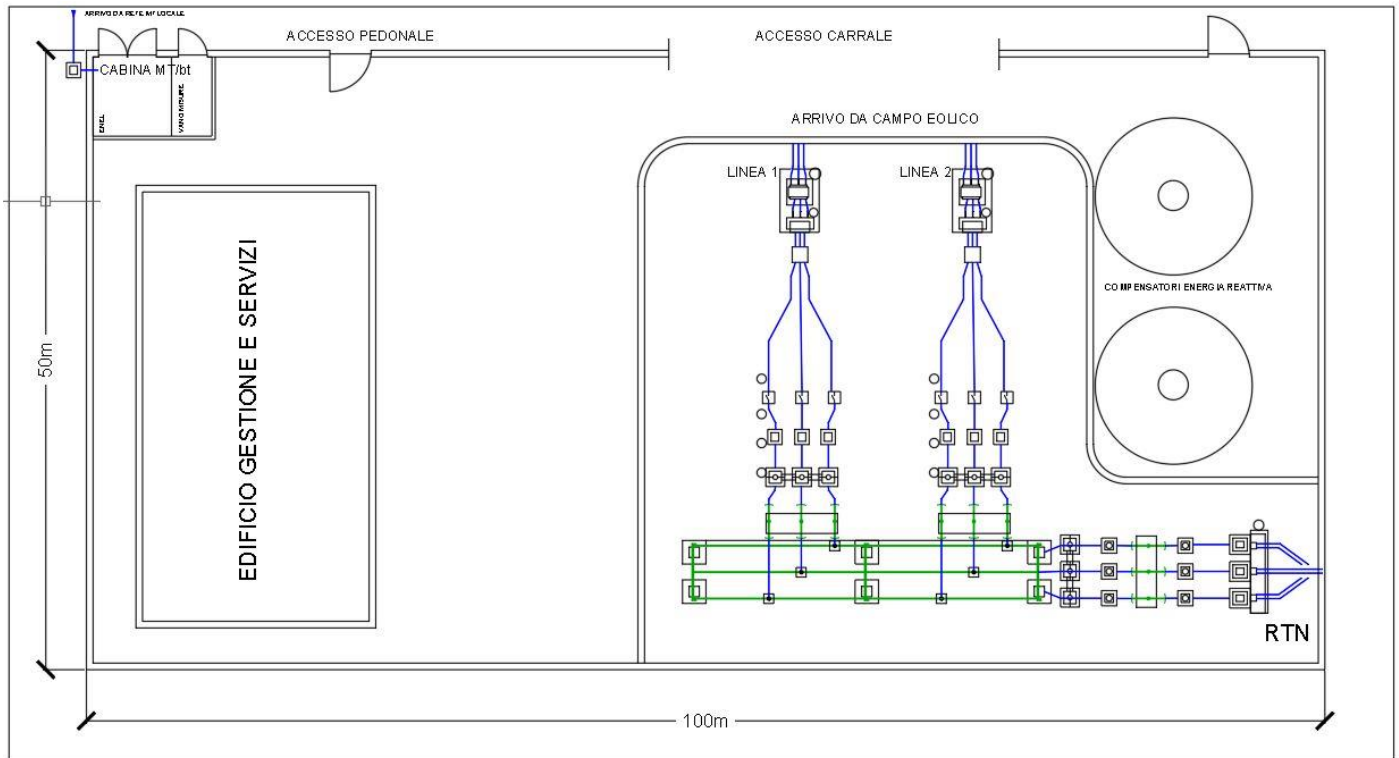 ARRIVO DA RETE MT LOCALE
ACCESSO PEDONALE
ACCESSO CARRALE
CABINA MT/bt
ENEL
VANO MISURE
ARRIVO DA CAMPO EOLICO
LINEA 1
LINEA 2
COMPENSATORI ENERGIA REATTIVA
50m
EDIFICIO GESTIONE E SERVIZI
RTN
100m